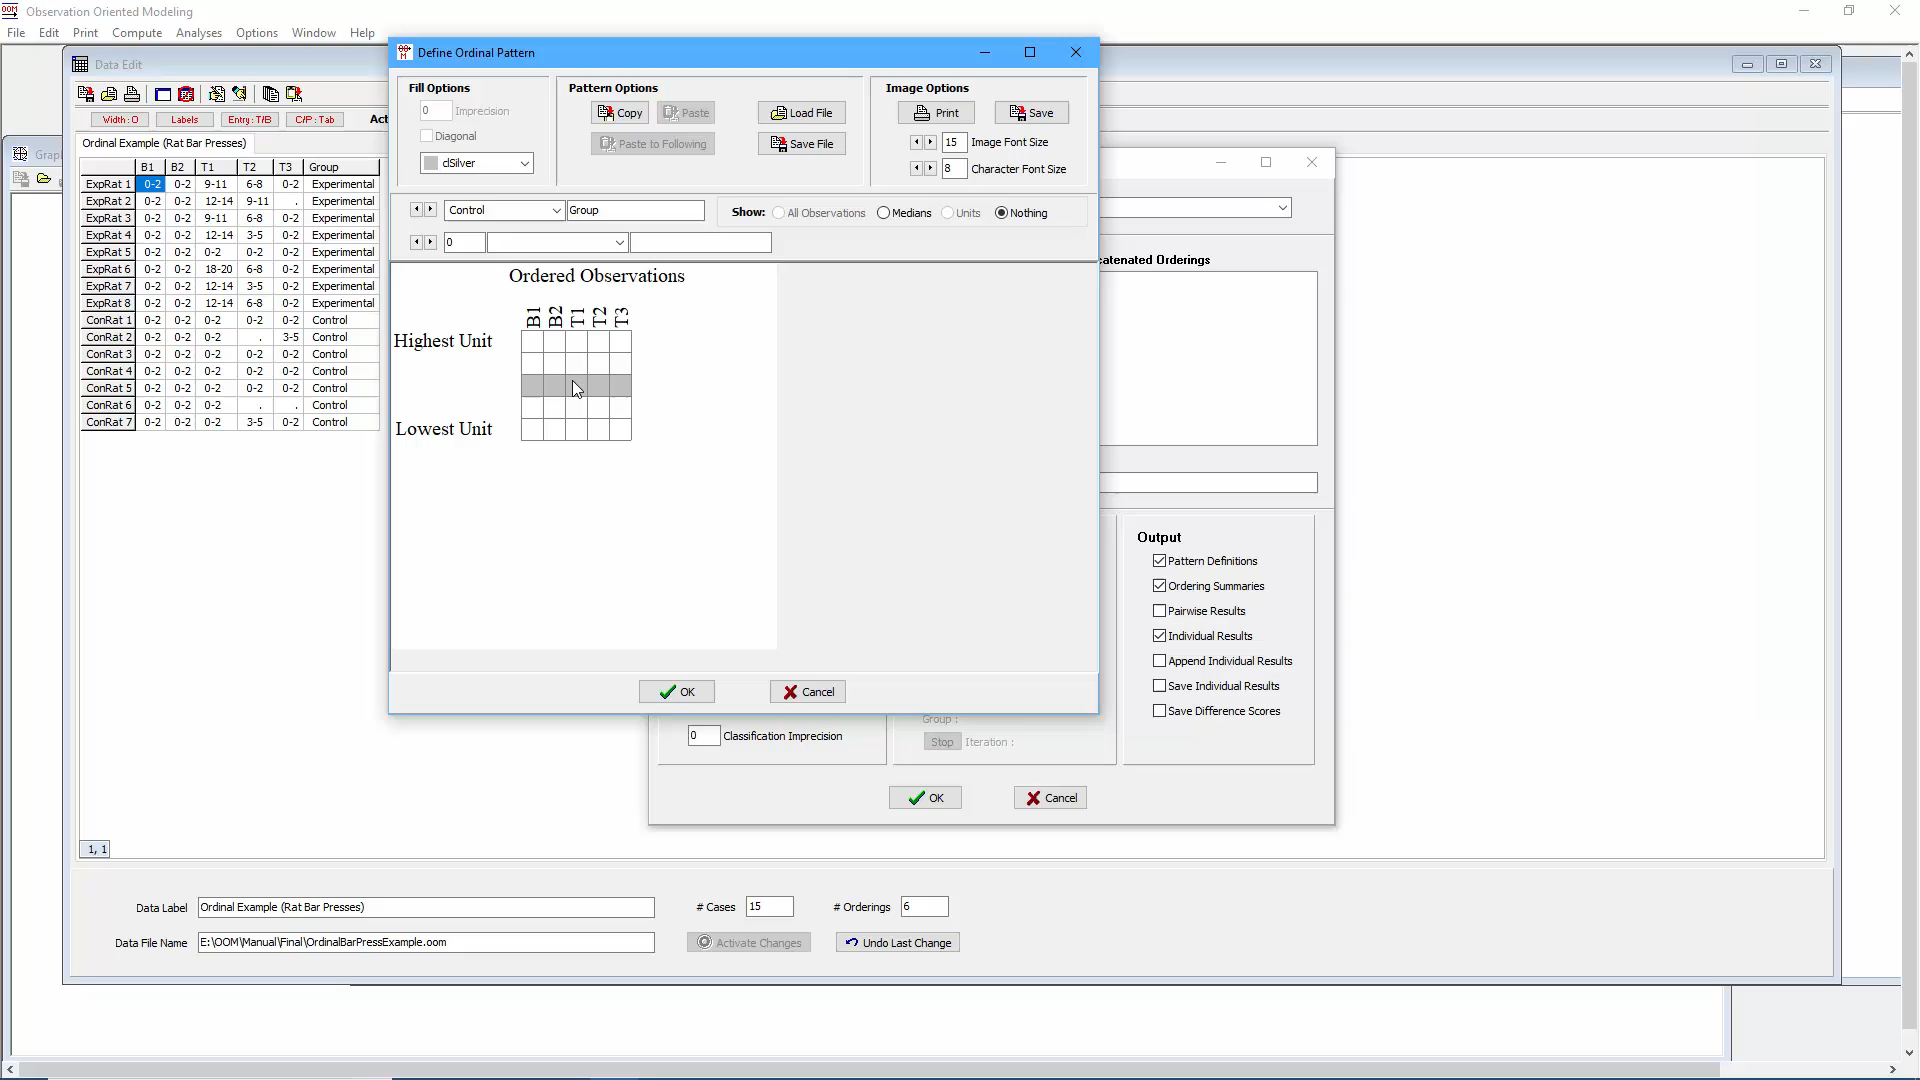 Observation Oriented Modeling
File Edit Print Compute Analyses Options Window Help
Data Edit
Width : O Labels Entry : T/B C/P : Tab Act
Ordinal Example (Rat Bar Presses)
B1 B2 T1 T2 T3 Group
ExpRat 1 0-2 0-2 9-11 6-8 0-2 Experimental
ExpRat 2 0-2 0-2 12-14 9-11 . Experimental
ExpRat 3 0-2 0-2 9-11 6-8 0-2 Experimental
ExpRat 4 0-2 0-2 12-14 3-5 0-2 Experimental
ExpRat 5 0-2 0-2 0-2 0-2 0-2 Experimental
ExpRat 6 0-2 0-2 18-20 6-8 0-2 Experimental
ExpRat 7 0-2 0-2 12-14 3-5 0-2 Experimental
ExpRat 8 0-2 0-2 12-14 6-8 0-2 Experimental
ConRat 1 0-2 0-2 0-2 0-2 0-2 Control
ConRat 2 0-2 0-2 0-2 . 3-5 Control
ConRat 3 0-2 0-2 0-2 0-2 0-2 Control
ConRat 4 0-2 0-2 0-2 0-2 0-2 Control
ConRat 5 0-2 0-2 0-2 0-2 0-2 Control
ConRat 6 0-2 0-2 0-2 . . Control
ConRat 7 0-2 0-2 0-2 3-5 0-2 Control
1, 1
Data Label Ordinal Example (Rat Bar Presses) # Cases 15 # Orderings 6
Data File Name E:\OOM\Manual\Final\OrdinalBarPressExample.oom Activate Changes Undo Last Change
Grap
Define Ordinal Pattern
Fill Options Pattern Options Image Options
0 Imprecision Copy Paste Load File Print Save
Diagonal Paste to Following Save File 15 Image Font Size
clSilver 8 Character Font Size
Control Group Show: All Observations Medians Units Nothing
0
Ordered Observations
B1 B2 T1 T2 T3
Highest Unit
Lowest Unit
OK Cancel
catenated Orderings
Output
Pattern Definitions
Ordering Summaries
Pairwise Results
Individual Results
Append Individual Results
Save Individual Results
Save Difference Scores
Group :
0 Classification Imprecision Stop Iteration :
OK Cancel